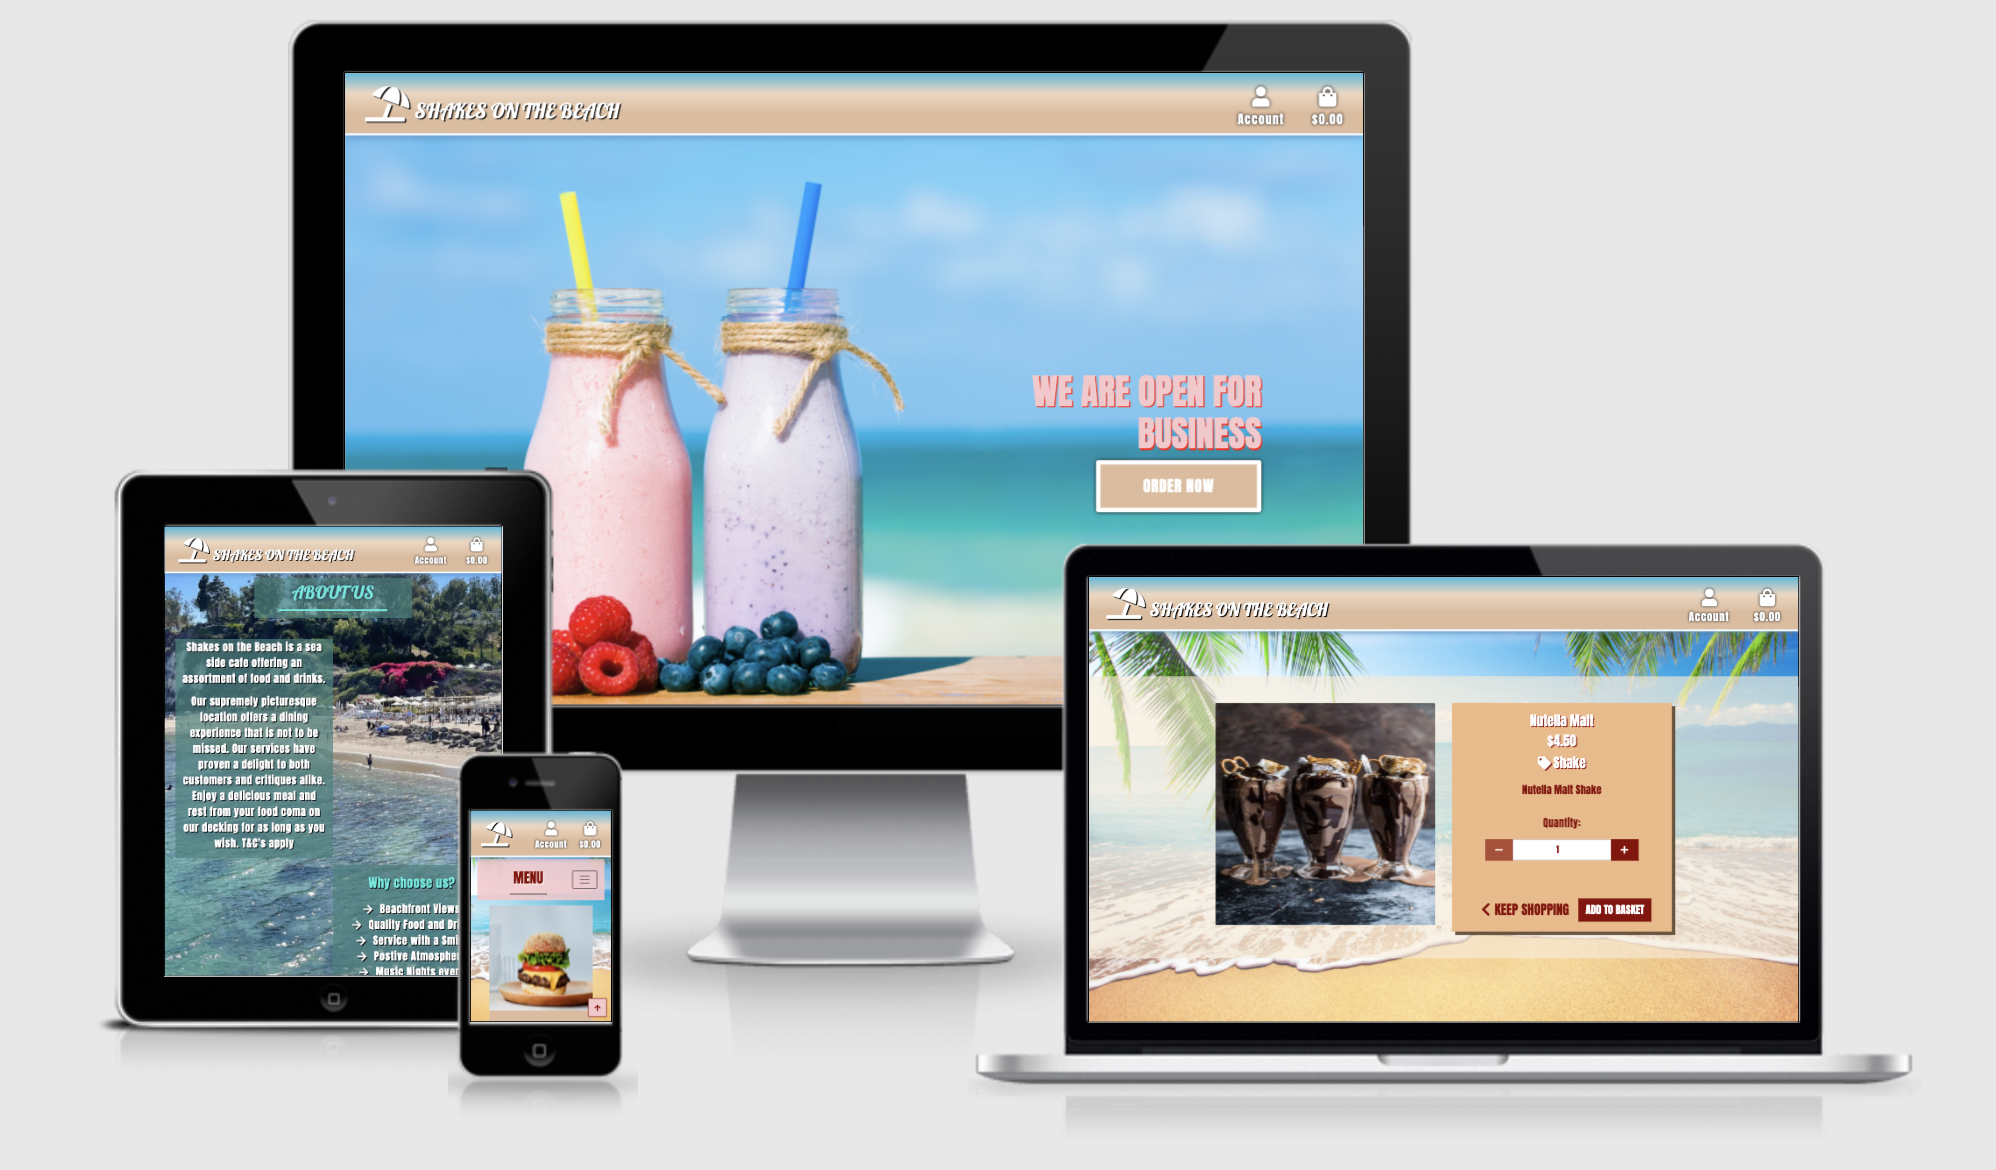 SHAKES ON THE BEACH
Account
$0.00
WE ARE OPEN FOR
BUSINESS
ORDER NOW
SHAKES ON THE BEACH
Account
$0.00
ABOUT US
Shakes on the Beach is a sea
side cafe offering an
assortment of food and drinks.
Our supremely picturesque
location offers a dining
experience that is not to be
missed. Our services have
proven a delight to both
customers and critiques alike.
Enjoy a delicious meal and
rest from your food coma on
our decking for as long as you
wish. T&C's apply
Why choose us?
Beachfront Views
Quality Food and Dr
Service with a Smi
Postive Atmospher
Music Nights ever
Account
$0.00
MENU
SHAKES ON THE BEACH
Account
$0.00
Nutella Malt
$4.50
Shake
Nutella Malt Shake
Quantity:
− 1 +
KEEP SHOPPING ADD TO BASKET